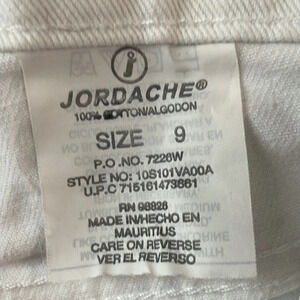 JORDACHE®
100% COTTON/ALGODON
SIZE 9
P.O. NO. 7226W
STYLE NO: 10S101VA00A
U.P.C 715161473661
RN 98826
MADE IN/HECHO EN
MAURITIUS
CARE ON REVERSE
VER EL REVERSO